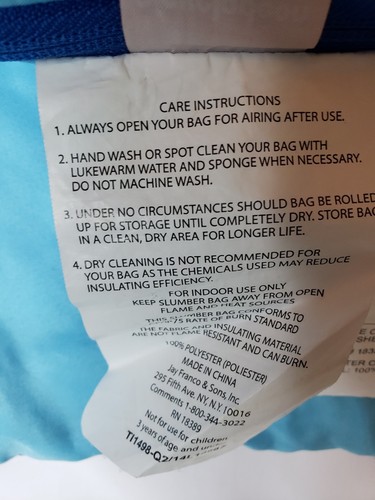 CARE INSTRUCTIONS
1. ALWAYS OPEN YOUR BAG FOR AIRING AFTER USE.
2. HAND WASH OR SPOT CLEAN YOUR BAG WITH
LUKEWARM WATER AND SPONGE WHEN NECESSARY.
DO NOT MACHINE WASH.
3. UNDER NO CIRCUMSTANCES SHOULD BAG BE ROLLED
UP FOR STORAGE UNTIL COMPLETELY DRY. STORE BAG
IN A CLEAN, DRY AREA FOR LONGER LIFE.
4. DRY CLEANING IS NOT RECOMMENDED FOR
YOUR BAG AS THE CHEMICALS USED MAY REDUCE
INSULATING EFFICIENCY.
FOR INDOOR USE ONLY
KEEP SLUMBER BAG AWAY FROM OPEN
FLAME AND HEAT SOURCES
THIS SLUMBER BAG CONFORMS TO
RATE OF BURN STANDARD
THE FABRIC AND INSULATING MATERIAL
ARE NOT FLAME RESISTANT AND CAN BURN.
100% POLYESTER (POLIESTER)
MADE IN CHINA
Jay Franco & Sons, Inc.
295 Fifth Ave. NY, N.Y. 10016
Comments 1-800-344-3022
RN 18389
Not for use for children
3 years of age and under
T11498-Q2/14